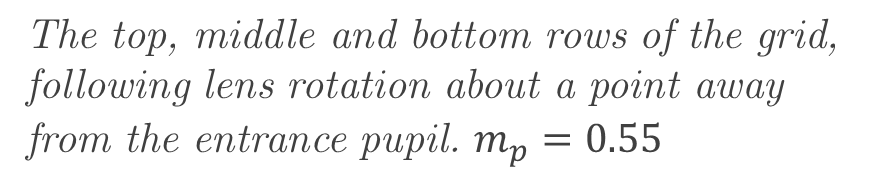 The top, middle and bottom rows of the grid,
following lens rotation about a point away
from the entrance pupil. mₚ = 0.55